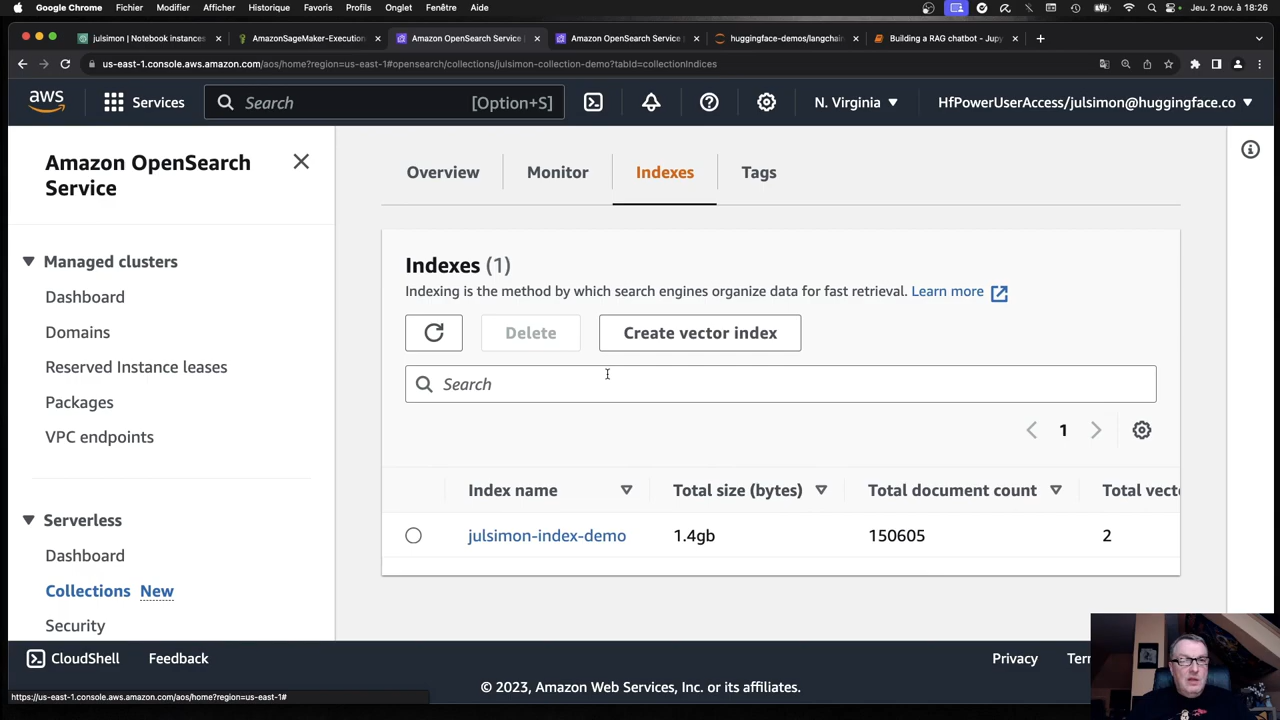 Google Chrome Fichier Modifier Afficher Historique Favoris Profils Onglet Fenêtre Aide Jeu. 2 nov. à 18:26
julsimon | Notebook instances
AmazonSageMaker-Execution
Amazon OpenSearch Service
Amazon OpenSearch Service
huggingface-demos/langchain
Building a RAG chatbot - Jupy
us-east-1.console.aws.amazon.com/aos/home?region=us-east-1#opensearch/collections/julsimon-collection-demo?tabId=collectionIndexes
aws Services Search [Option+S] N. Virginia HfPowerUserAccess/julsimon@huggingface.co
Amazon OpenSearch
Service
Managed clusters
Dashboard
Domains
Reserved Instance leases
Packages
VPC endpoints
Serverless
Dashboard
Collections New
Security
Overview Monitor Indexes Tags
Indexes (1)
Indexing is the method by which search engines organize data for fast retrieval. Learn more
Delete Create vector index
Search
1
Index name Total size (bytes) Total document count Total vect
julsimon-index-demo 1.4gb 150605 2
CloudShell Feedback Privacy Terr
https://us-east-1.console.aws.amazon.com/aos/home?region=us-east-1#
© 2023, Amazon Web Services, Inc. or its affiliates.